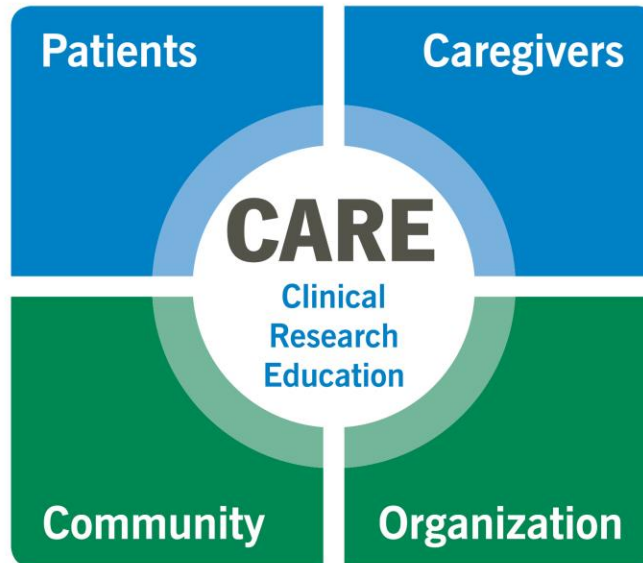 Patients
Caregivers
CARE
Clinical
Research
Education
Community
Organization